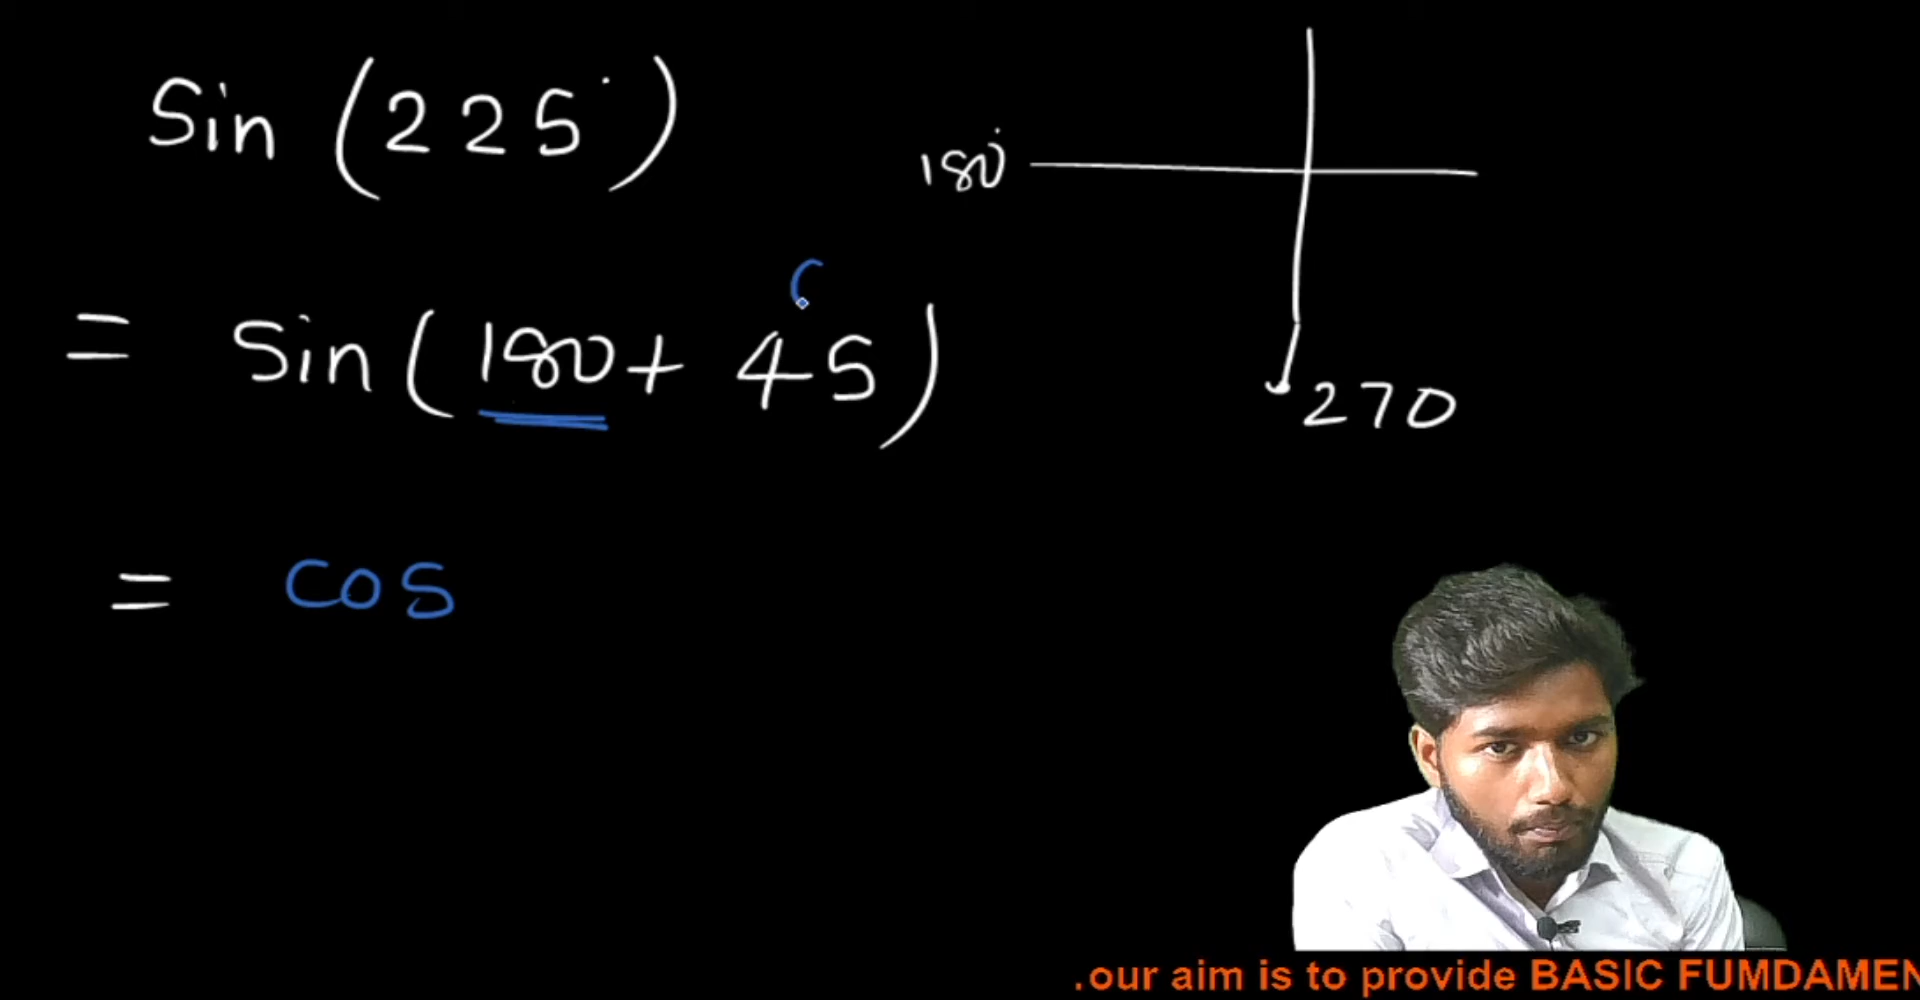 Sin (225°)
180°
= Sin(180 + 45)
270
= cos
.our aim is to provide BASIC FUMDAMEN